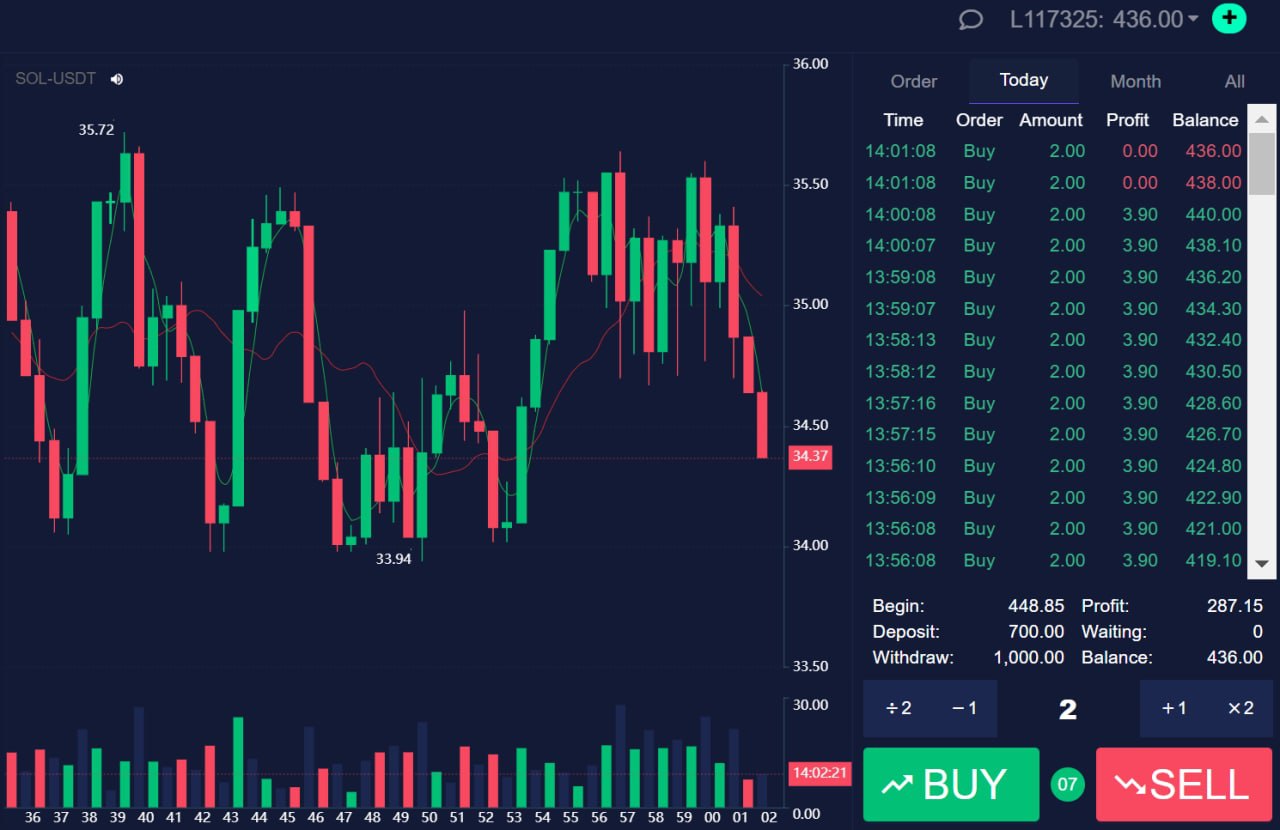 L117325: 436.00
SOL-USDT
36.00
35.72
35.50
35.00
34.50
34.37
34.00
33.94
33.50
30.00
14:02:21
0.00
36 37 38 39 40 41 42 43 44 45 46 47 48 49 50 51 52 53 54 55 56 57 58 59 00 01 02
Order Today Month All
Time Order Amount Profit Balance
14:01:08 Buy 2.00 0.00 436.00
14:01:08 Buy 2.00 0.00 438.00
14:00:08 Buy 2.00 3.90 440.00
14:00:07 Buy 2.00 3.90 438.10
13:59:08 Buy 2.00 3.90 436.20
13:59:07 Buy 2.00 3.90 434.30
13:58:13 Buy 2.00 3.90 432.40
13:58:12 Buy 2.00 3.90 430.50
13:57:16 Buy 2.00 3.90 428.60
13:57:15 Buy 2.00 3.90 426.70
13:56:10 Buy 2.00 3.90 424.80
13:56:09 Buy 2.00 3.90 422.90
13:56:08 Buy 2.00 3.90 421.00
13:56:08 Buy 2.00 3.90 419.10
Begin: 448.85 Profit: 287.15
Deposit: 700.00 Waiting: 0
Withdraw: 1,000.00 Balance: 436.00
÷2 −1 2 +1 ×2
BUY 07 SELL